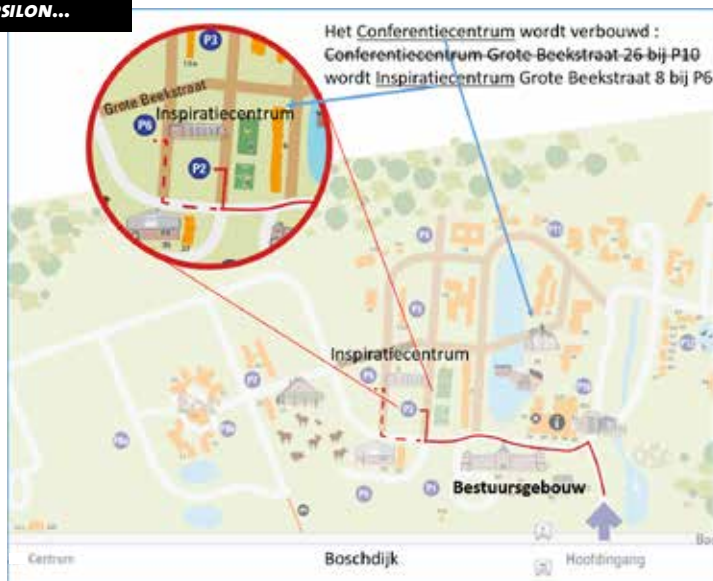 SILON...
Het Conferentiecentrum wordt verbouwd :
Conferentiecentrum Grote Beekstraat 26 bij P10
wordt Inspiratiecentrum Grote Beekstraat 8 bij P6
P3
Grote Beekstraat
Inspiratiecentrum
P6
P2
Inspiratiecentrum
P2
i
Bestuursgebouw
Centrum
Boschdijk
Hoofdingang